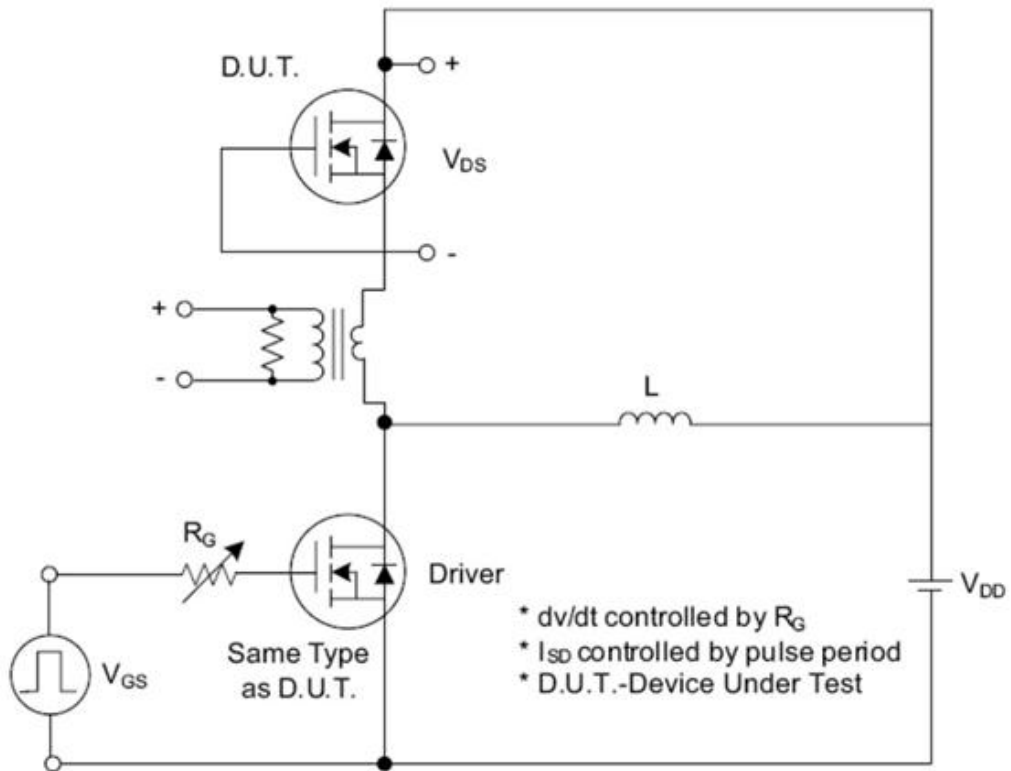 D.U.T.
+
VDS
-
+
-
L
RG
Driver
VDD
VGS
Same Type
as D.U.T.
* dv/dt controlled by RG
* ISD controlled by pulse period
* D.U.T.-Device Under Test